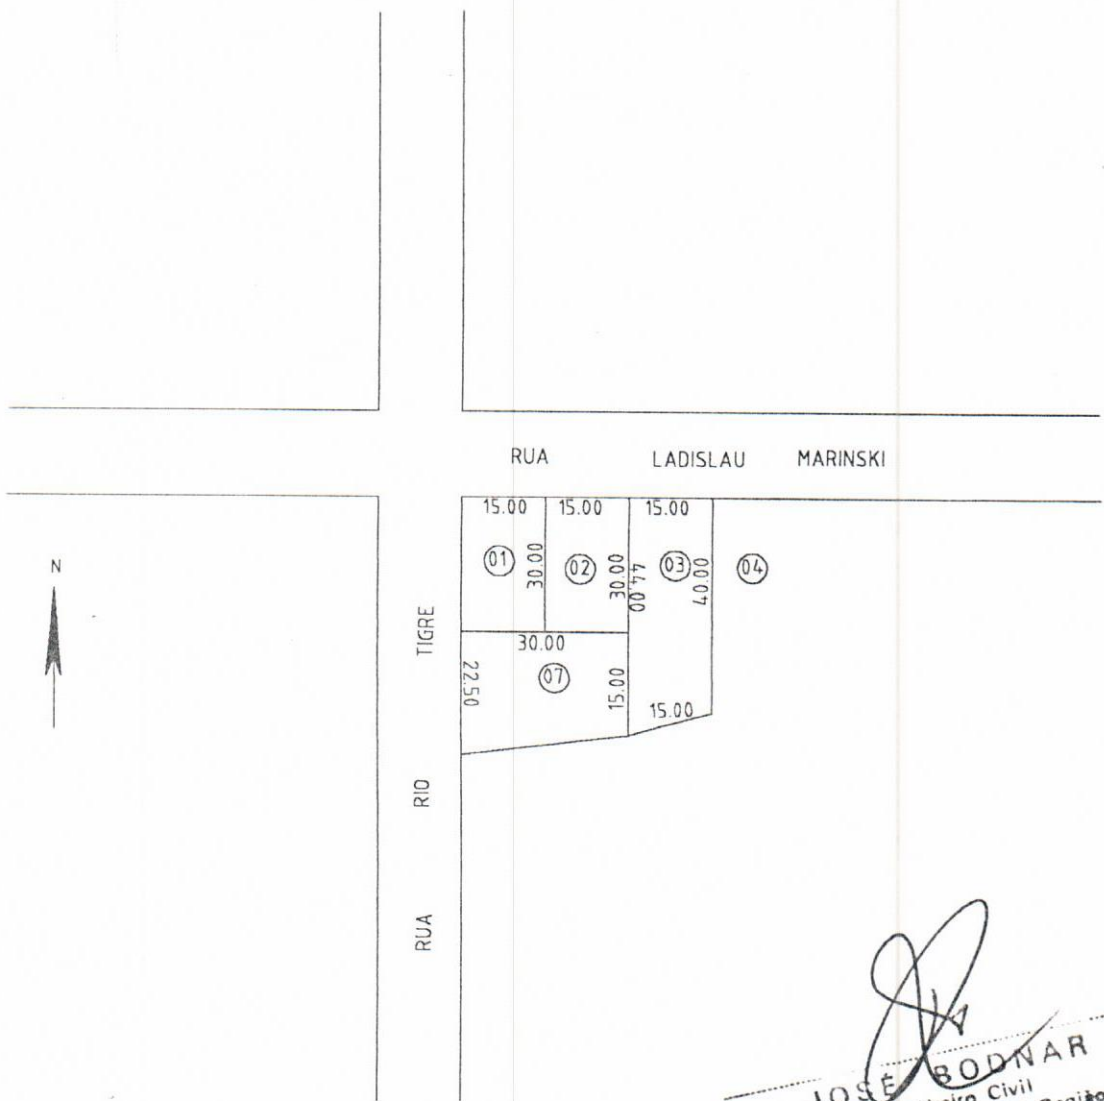 RUA LADISLAU MARINSKI
15.00 15.00 15.00
N
01 30.00 02 30.00 44.00 03 40.00 04
TIGRE
30.00
22.50 07 15.00 15.00
RIO
RUA
JOSÉ BODNAR
Civil